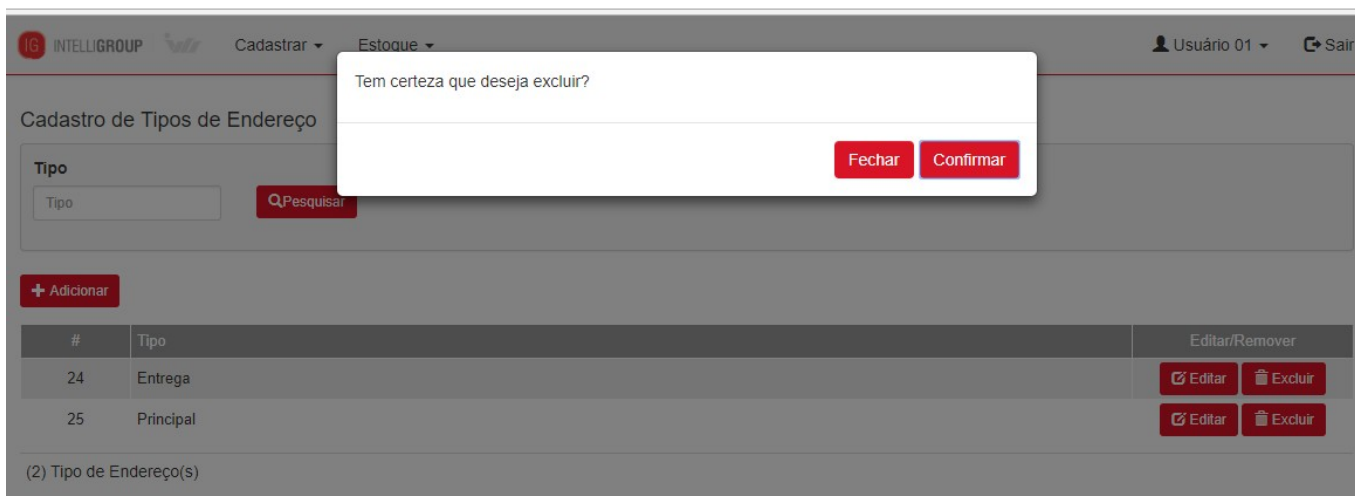 IG INTELLIGROUP Cadastrar Estoque Usuário 01 Sair
Tem certeza que deseja excluir?
Fechar Confirmar
Cadastro de Tipos de Endereço
Tipo
Tipo Pesquisar
Adicionar
# Tipo Editar/Remover
24 Entrega Editar Excluir
25 Principal Editar Excluir
(2) Tipo de Endereço(s)